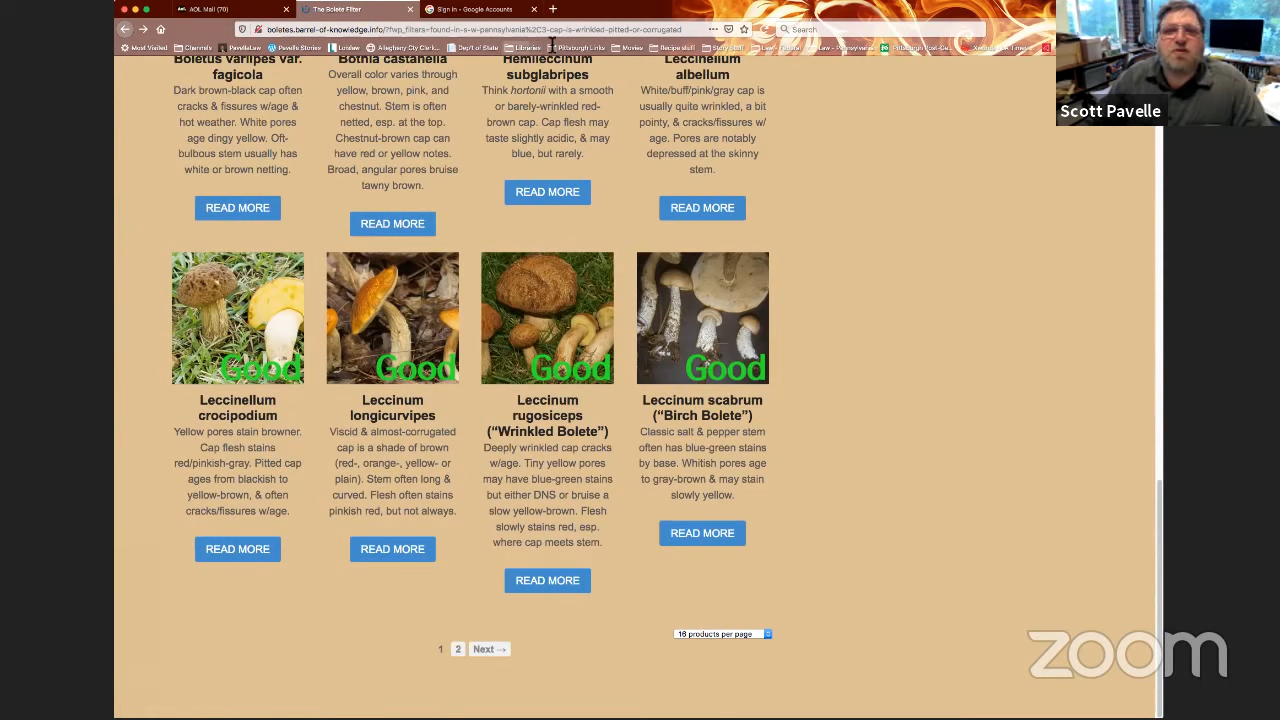 AOL Mail (70)
The Bolete Filter
Sign in - Google Accounts
boletes.barrel-of-knowledge.info/?fwp_filters=found-in-s-w-pennsylvania%2C3-cap-is-wrinkled-pitted-or-corrugated
Search
Most Visited
Channels
PavelleLaw
Pavelle Stories
Lorslaw
Allegheny City Clerk...
Dep't of State
Libraries
Pittsburgh Links
Movies
Recipe stuff
Story Stuff
Law - Federal
Law - Pennsylvania
Pittsburgh Post-Ga...
Scott Pavelle
Boletus variipes var.
fagicola
Dark brown-black cap often
cracks & fissures w/age &
hot weather. White pores
age dingy yellow. Oft-
bulbous stem usually has
white or brown netting.
READ MORE
Bothia castanella
Overall color varies through
yellow, brown, pink, and
chestnut. Stem is often
netted, esp. at the top.
Chestnut-brown cap can
have red or yellow notes.
Broad, angular pores bruise
tawny brown.
READ MORE
Hemileccinum
subglabripes
Think hortonii with a smooth
or barely-wrinkled red-
brown cap. Cap flesh may
taste slightly acidic, & may
blue, but rarely.
READ MORE
Leccinellum
albellum
White/buff/pink/gray cap is
usually quite wrinkled, a bit
pointy, & cracks/fissures w/
age. Pores are notably
depressed at the skinny
stem.
READ MORE
Good
Leccinellum
crocipodium
Yellow pores stain browner.
Cap flesh stains
red/pinkish-gray. Pitted cap
ages from blackish to
yellow-brown, & often
cracks/fissures w/age.
READ MORE
Good
Leccinum
longicurvipes
Viscid & almost-corrugated
cap is a shade of brown
(red-, orange-, yellow- or
plain). Stem often long &
curved. Flesh often stains
pinkish red, but not always.
READ MORE
Good
Leccinum
rugosiceps
(“Wrinkled Bolete”)
Deeply wrinkled cap cracks
w/age. Tiny yellow pores
may have blue-green stains
but either DNS or bruise a
slow yellow-brown. Flesh
slowly stains red, esp.
where cap meets stem.
READ MORE
Good
Leccinum scabrum
(“Birch Bolete”)
Classic salt & pepper stem
often has blue-green stains
by base. Whitish pores age
to gray-brown & may stain
slowly yellow.
READ MORE
16 products per page
1 2 Next →
zoom